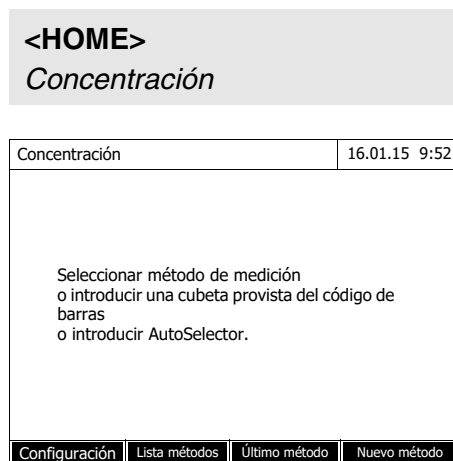 <HOME>
Concentración
Concentración 16.01.15 9:52
Seleccionar método de medición
o introducir una cubeta provista del código de
barras
o introducir AutoSelector.
Configuración Lista métodos Último método Nuevo método